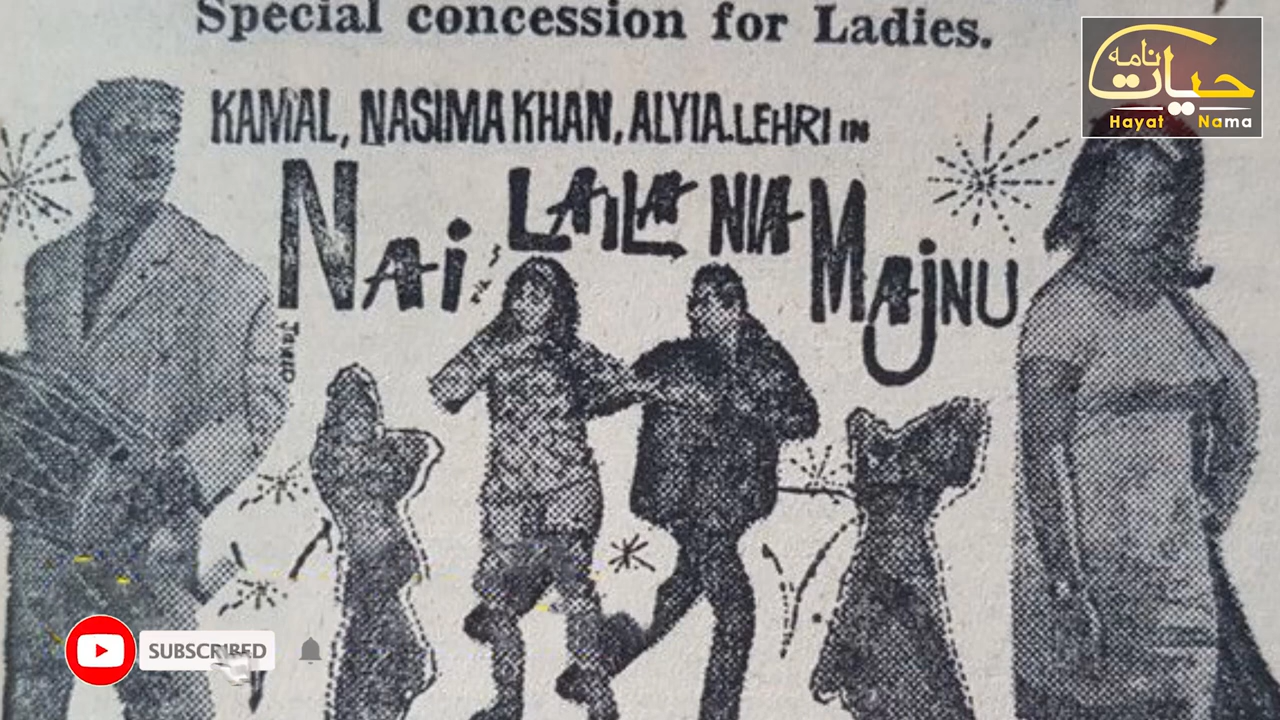 Special concession for Ladies.
KAMAL, NASIMA KHAN, ALYIA. LEHRI IN
NAi LAiLA NIA MAjNU
JAVED
حیات نامہ
Hayat Nama
SUBSCRIBED